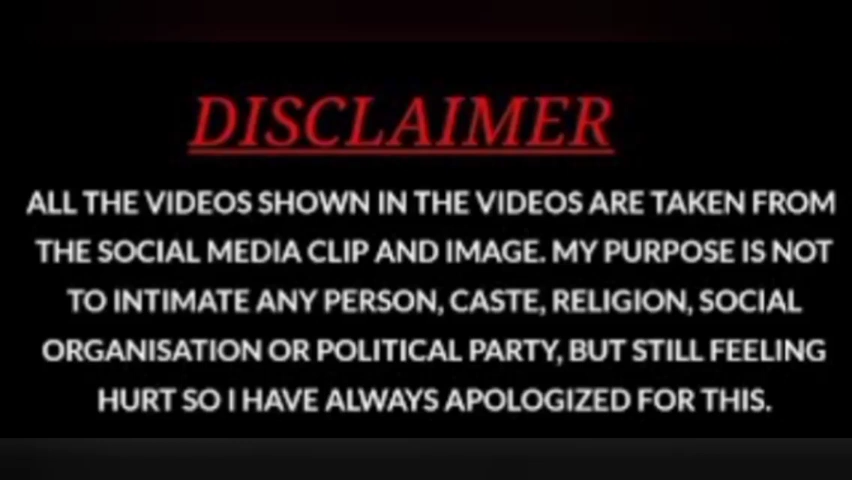 DISCLAIMER
ALL THE VIDEOS SHOWN IN THE VIDEOS ARE TAKEN FROM
THE SOCIAL MEDIA CLIP AND IMAGE. MY PURPOSE IS NOT
TO INTIMATE ANY PERSON, CASTE, RELIGION, SOCIAL
ORGANISATION OR POLITICAL PARTY, BUT STILL FEELING
HURT SO I HAVE ALWAYS APOLOGIZED FOR THIS.